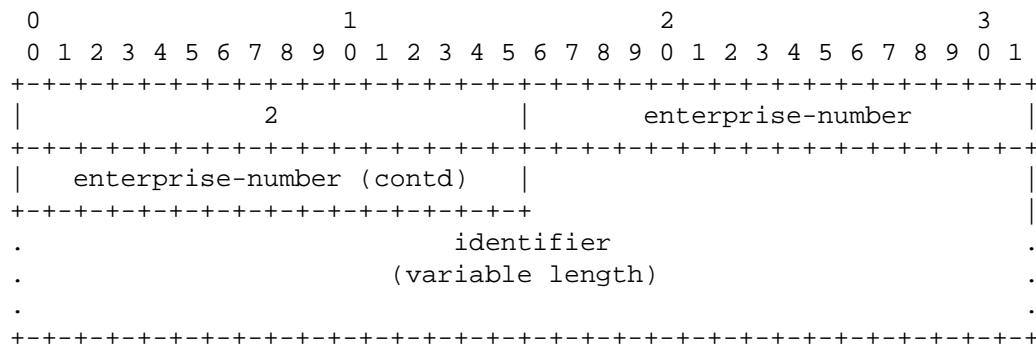 0                   1                   2                   3
 0 1 2 3 4 5 6 7 8 9 0 1 2 3 4 5 6 7 8 9 0 1 2 3 4 5 6 7 8 9 0 1
+-+-+-+-+-+-+-+-+-+-+-+-+-+-+-+-+-+-+-+-+-+-+-+-+-+-+-+-+-+-+-+-+
|               2               |       enterprise-number       |
+-+-+-+-+-+-+-+-+-+-+-+-+-+-+-+-+-+-+-+-+-+-+-+-+-+-+-+-+-+-+-+-+
|   enterprise-number (contd)   |                               |
+-+-+-+-+-+-+-+-+-+-+-+-+-+-+-+-+                               |
.                           identifier                          .
.                       (variable length)                       .
.                                                               .
+-+-+-+-+-+-+-+-+-+-+-+-+-+-+-+-+-+-+-+-+-+-+-+-+-+-+-+-+-+-+-+-+